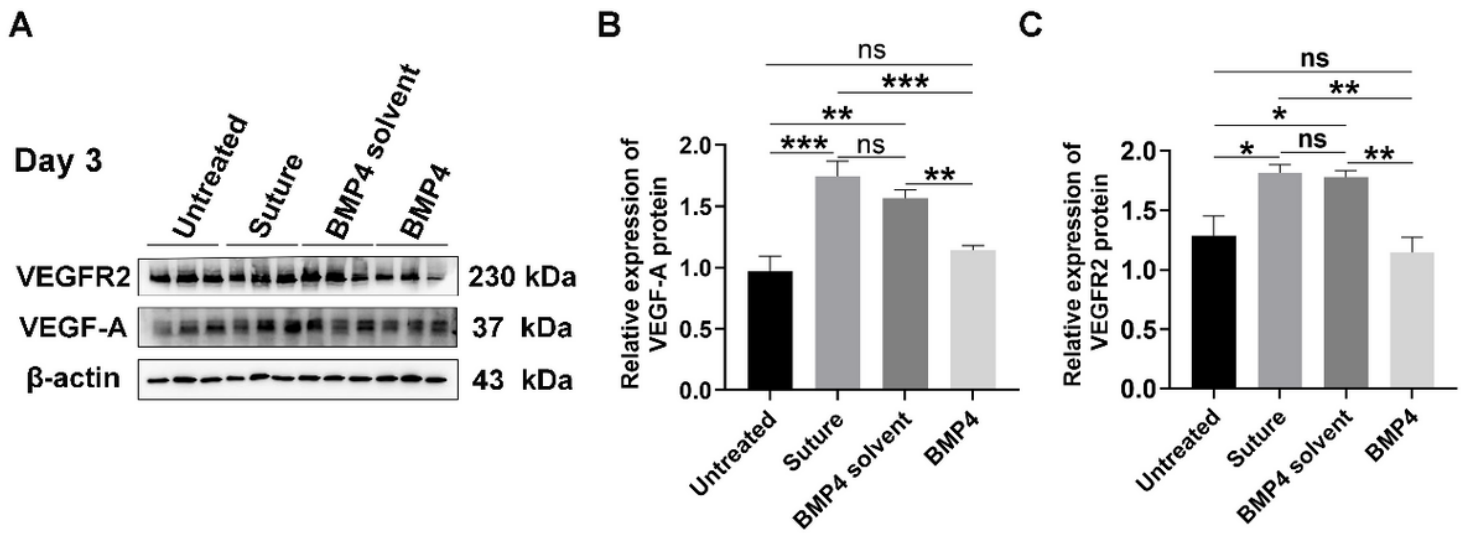 A
Day 3
Untreated
Suture
BMP4 solvent
BMP4
VEGFR2 230 kDa
VEGF-A 37 kDa
β-actin 43 kDa
B
ns
***
**
*** ns
**
Relative expression of
VEGF-A protein
2.0
1.5
1.0
0.5
0.0
Untreated
Suture
BMP4 solvent
BMP4
C
ns
**
*
* ns **
Relative expression of
VEGFR2 protein
2.0
1.5
1.0
0.5
0.0
Untreated
Suture
BMP4 solvent
BMP4